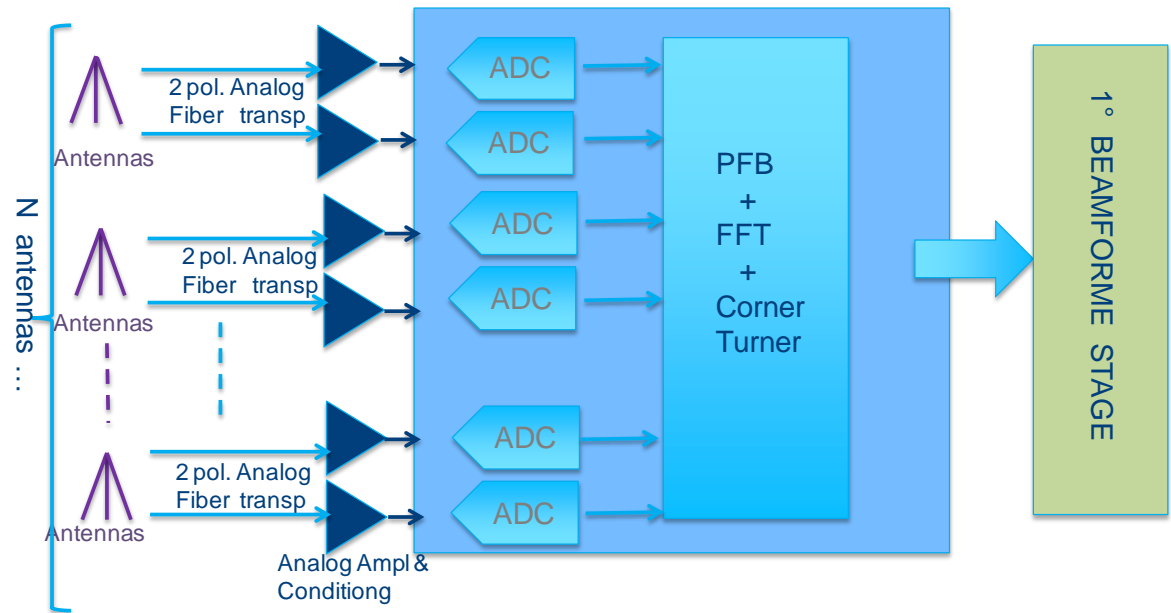 2 pol. Analog
Fiber transp
Antennas
ADC
ADC
2 pol. Analog
Fiber transp
Antennas
ADC
ADC
N antennas …
PFB
+
FFT
+
Corner
Turner
1° BEAMFORME STAGE
2 pol. Analog
Fiber transp
Antennas
ADC
ADC
Analog Ampl &
Conditiong